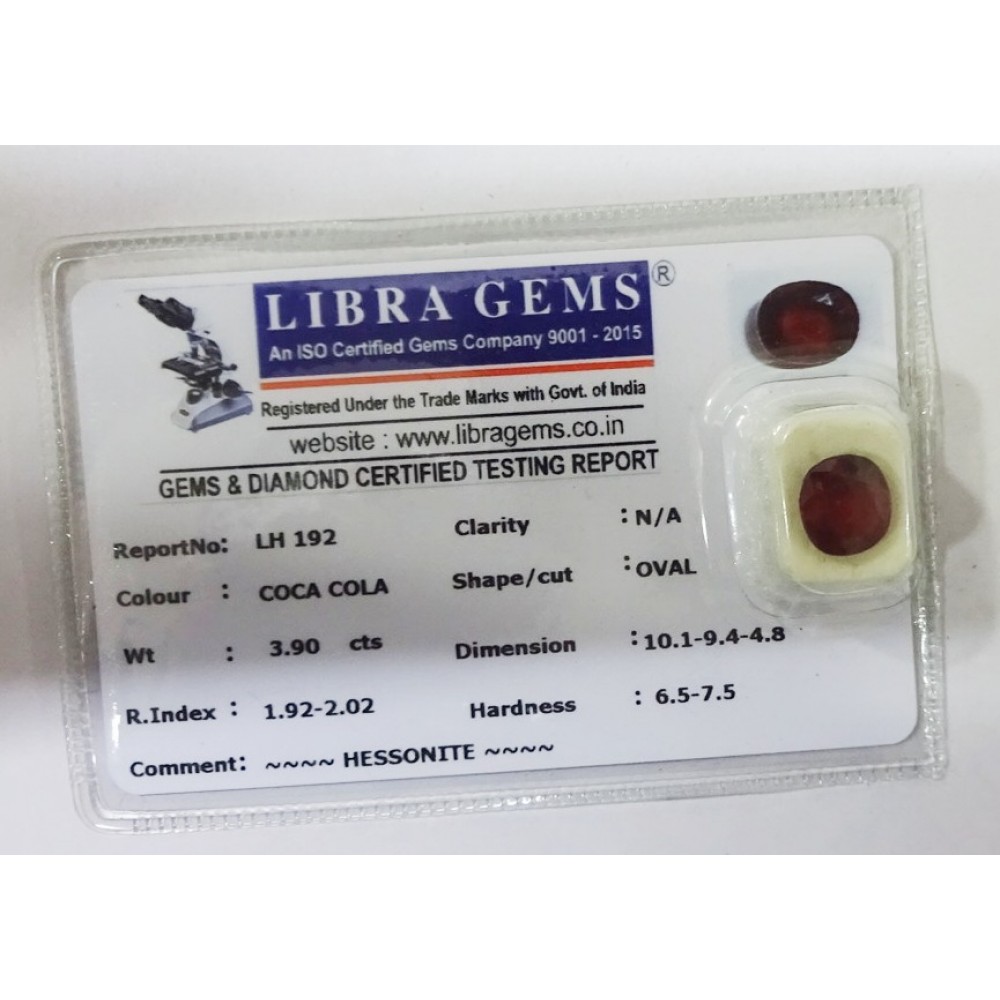 LIBRA GEMS ®
An ISO Certified Gems Company 9001 - 2015
Registered Under the Trade Marks with Govt. of India
website : www.libragems.co.in
GEMS & DIAMOND CERTIFIED TESTING REPORT
ReportNo: LH 192 Clarity : N/A
Colour : COCA COLA Shape/cut : OVAL
Wt : 3.90 cts Dimension : 10.1-9.4-4.8
R.Index : 1.92-2.02 Hardness : 6.5-7.5
Comment: ~~~~ HESSONITE ~~~~